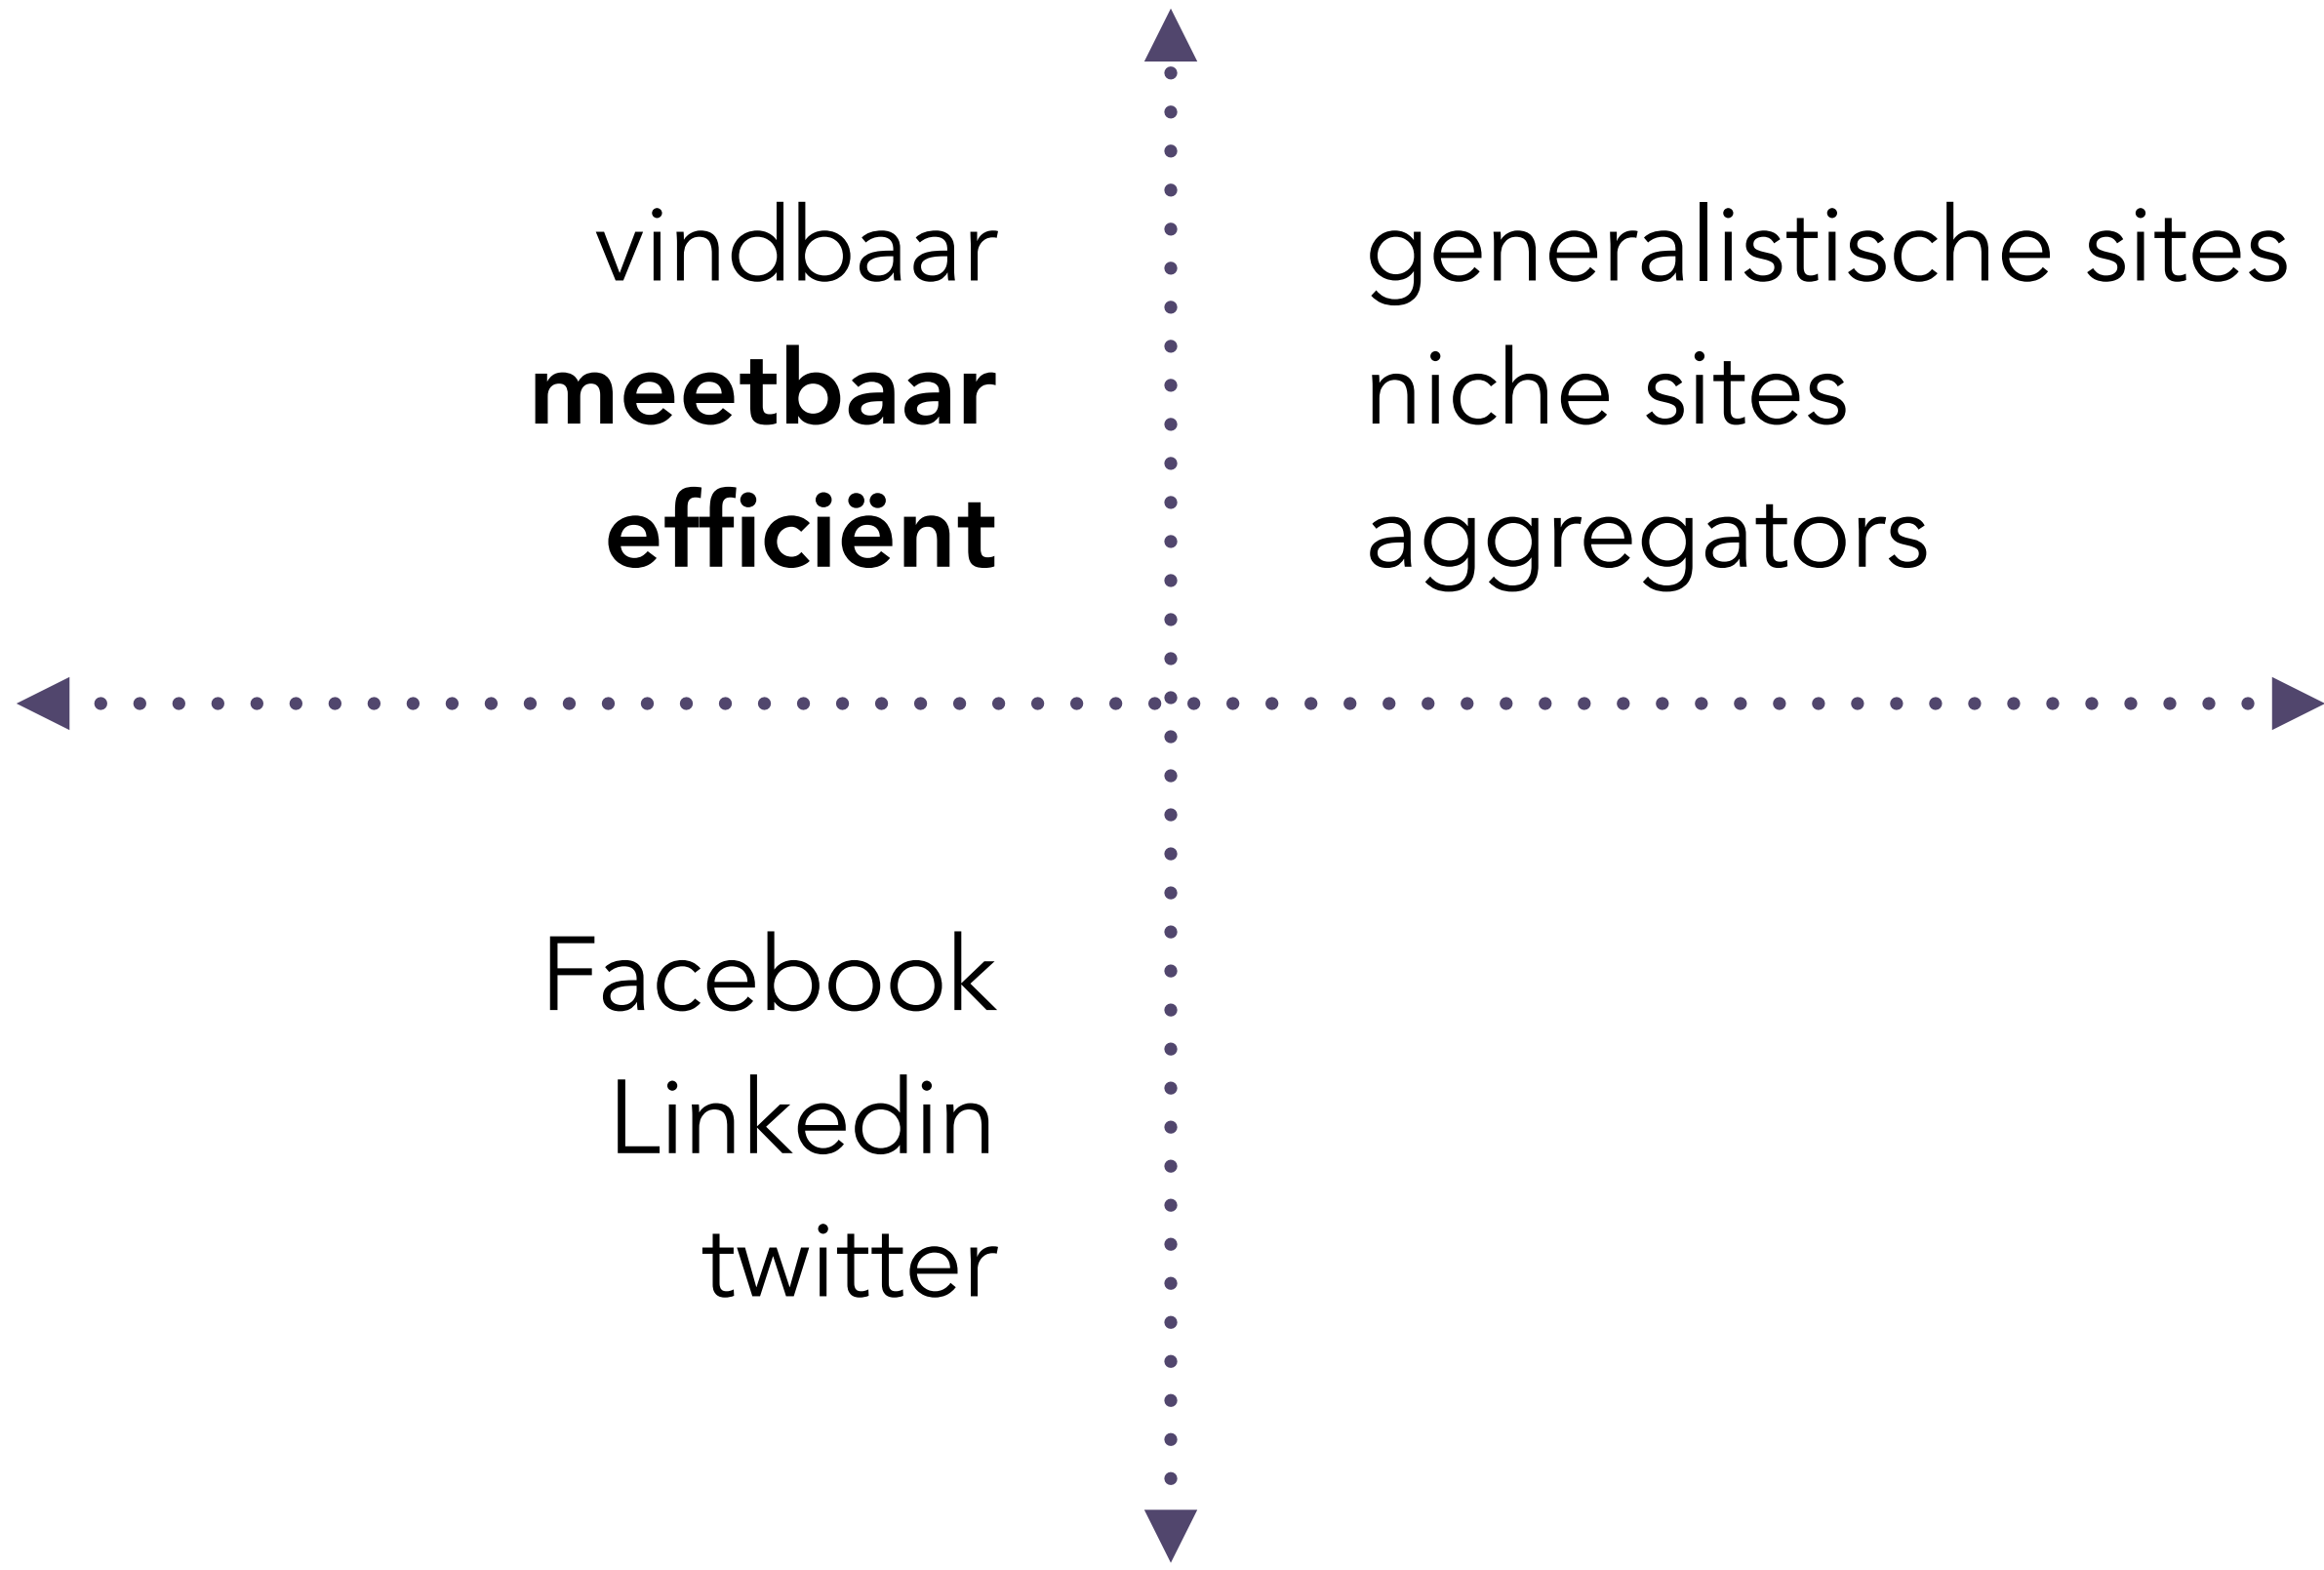 vindbaar
meetbaar
efficiënt
generalistische sites
niche sites
aggregators
Facebook
Linkedin
twitter